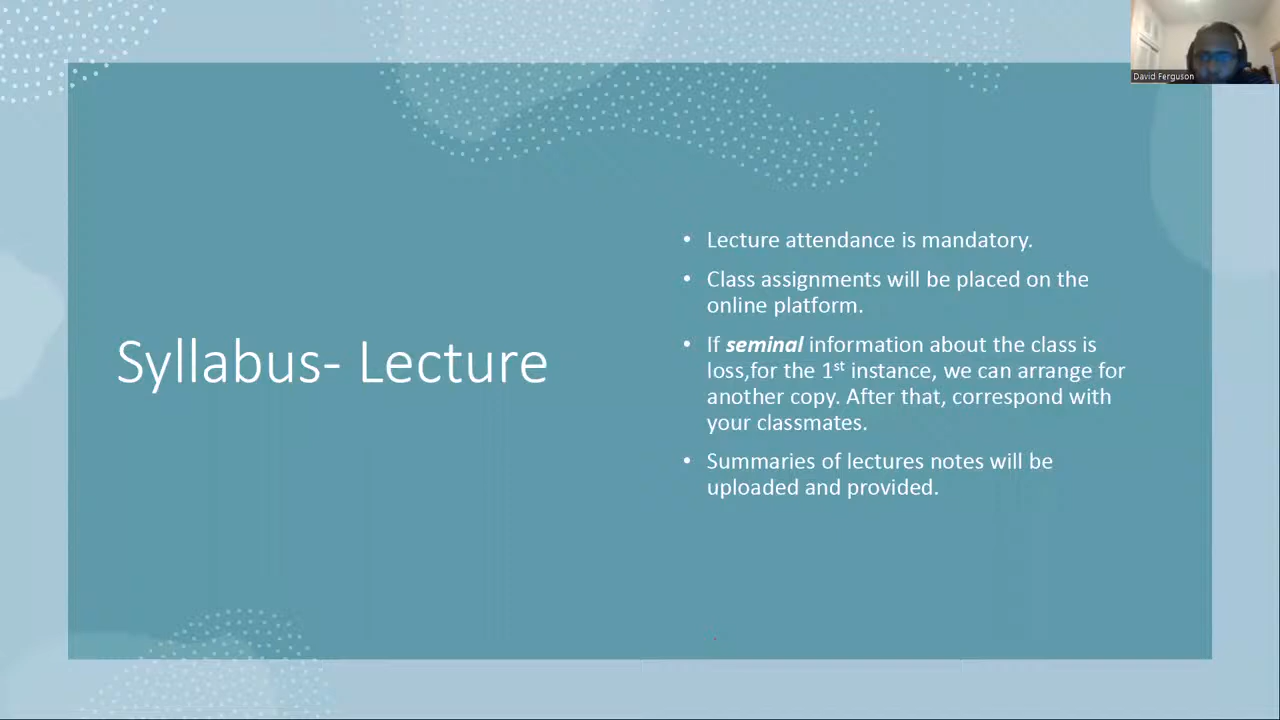 David Ferguson
Syllabus- Lecture
• Lecture attendance is mandatory.
• Class assignments will be placed on the
online platform.
• If seminal information about the class is
loss,for the 1st instance, we can arrange for
another copy. After that, correspond with
your classmates.
• Summaries of lectures notes will be
uploaded and provided.